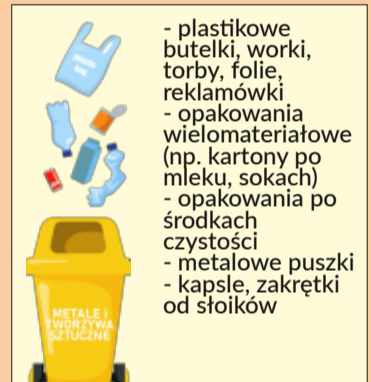 - plastikowe
butelki, worki,
torby, folie,
reklamówki
- opakowania
wielomateriałowe
(np. kartony po
mleku, sokach)
- opakowania po
środkach
czystości
- metalowe puszki
- kapsle, zakrętki
od słoików
METALE I
TWORZYWA
SZTUCZNE